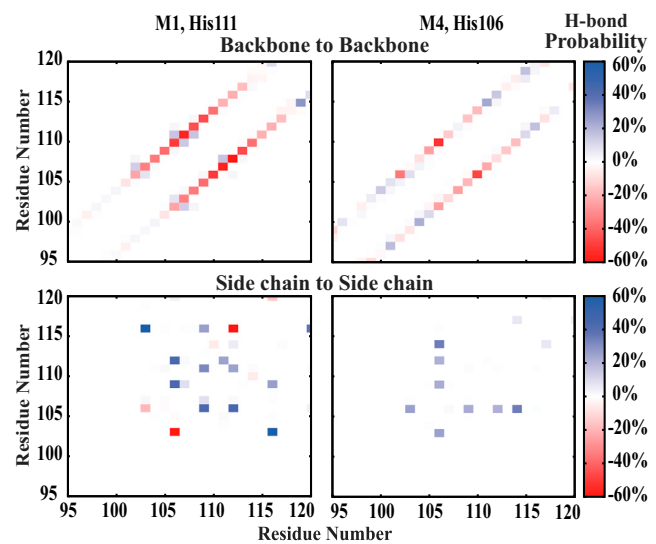 M1, His111 M4, His106 H-bond
Backbone to Backbone Probability
120 60%
115 40%
110 20%
105 0%
100 -20%
95 -40%
-60%
Residue Number
Side chain to Side chain
120 60%
115 40%
110 20%
105 0%
100 -20%
95 -40%
-60%
Residue Number
95 100 105 110 115 120 95 100 105 110 115 120
Residue Number